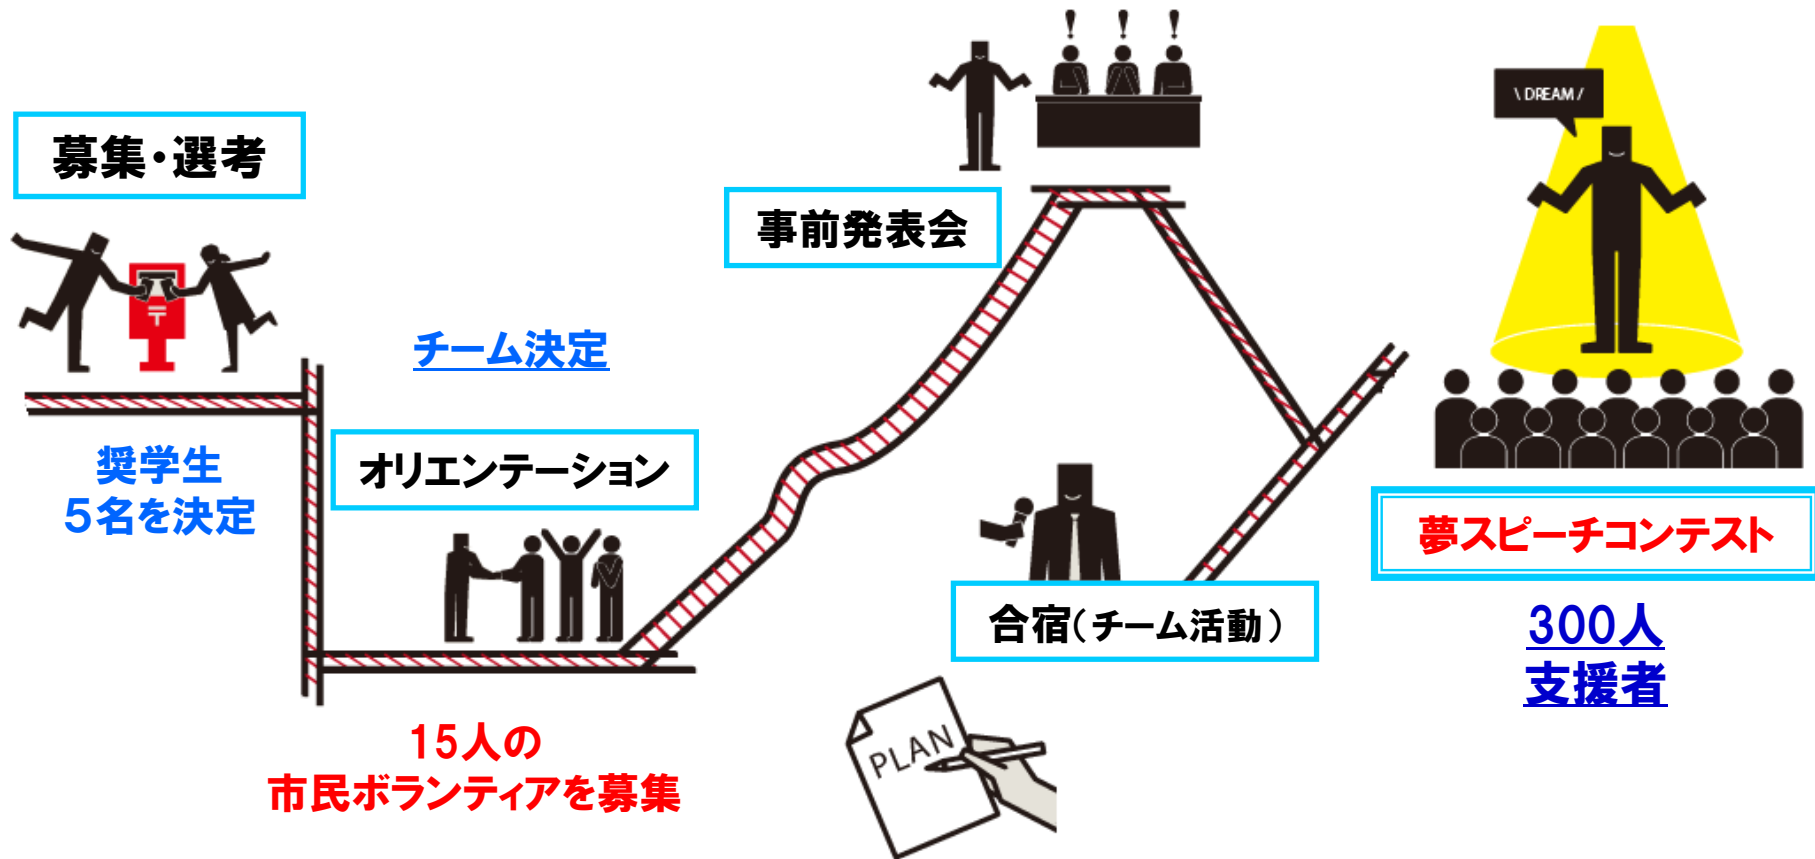 募集・選考
奨学生
5名を決定
チーム決定
オリエンテーション
15人の
市民ボランティアを募集
! ! !
事前発表会
合宿(チーム活動)
PLAN
\ DREAM /
夢スピーチコンテスト
300人
支援者
〒